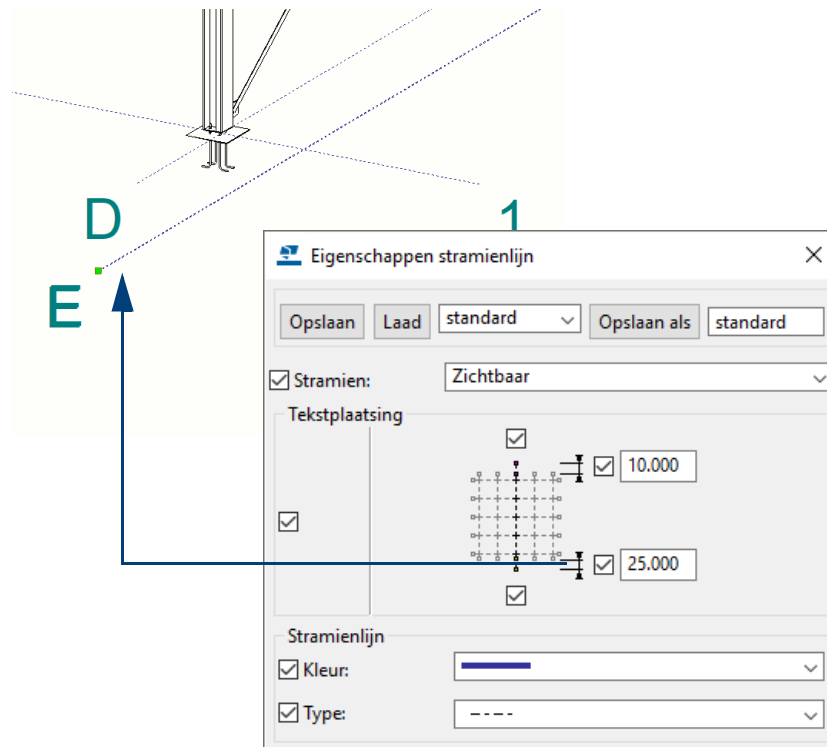 D
1
E
Eigenschappen stramienlijn
Opslaan Laad standard Opslaan als standard
Stramien: Zichtbaar
Tekstplaatsing
10.000
25.000
Stramienlijn
Kleur:
Type: